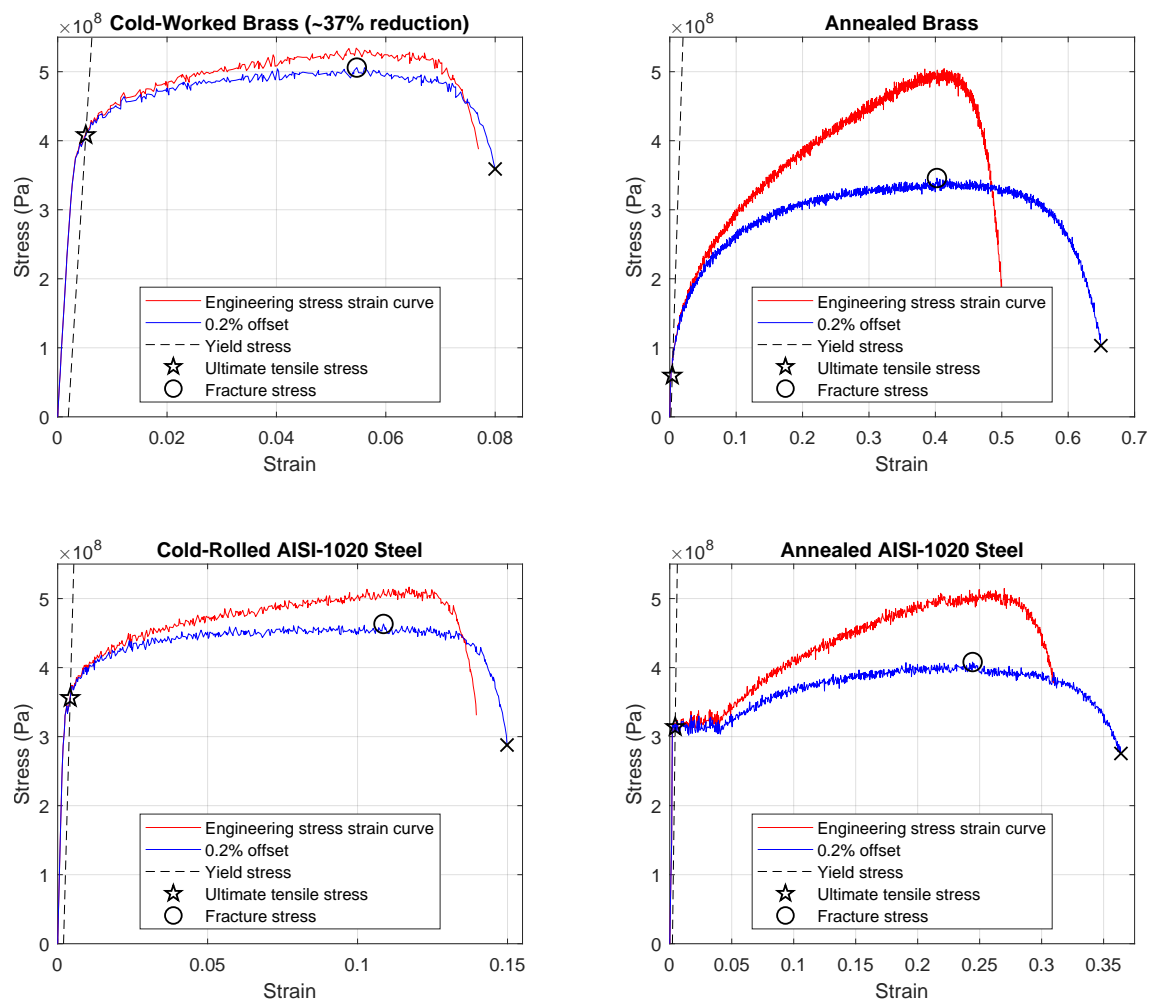 ×10⁸
Cold-Worked Brass (~37% reduction)
5
4
3
2
1
0
Stress (Pa)
Engineering stress strain curve
0.2% offset
Yield stress
Ultimate tensile stress
Fracture stress
0 0.02 0.04 0.06 0.08
Strain
×10⁸
Annealed Brass
5
4
3
2
1
0
Stress (Pa)
Engineering stress strain curve
0.2% offset
Yield stress
Ultimate tensile stress
Fracture stress
0 0.1 0.2 0.3 0.4 0.5 0.6 0.7
Strain
×10⁸
Cold-Rolled AISI-1020 Steel
5
4
3
2
1
0
Stress (Pa)
Engineering stress strain curve
0.2% offset
Yield stress
Ultimate tensile stress
Fracture stress
0 0.05 0.1 0.15
Strain
×10⁸
Annealed AISI-1020 Steel
5
4
3
2
1
0
Stress (Pa)
Engineering stress strain curve
0.2% offset
Yield stress
Ultimate tensile stress
Fracture stress
0 0.05 0.1 0.15 0.2 0.25 0.3 0.35
Strain